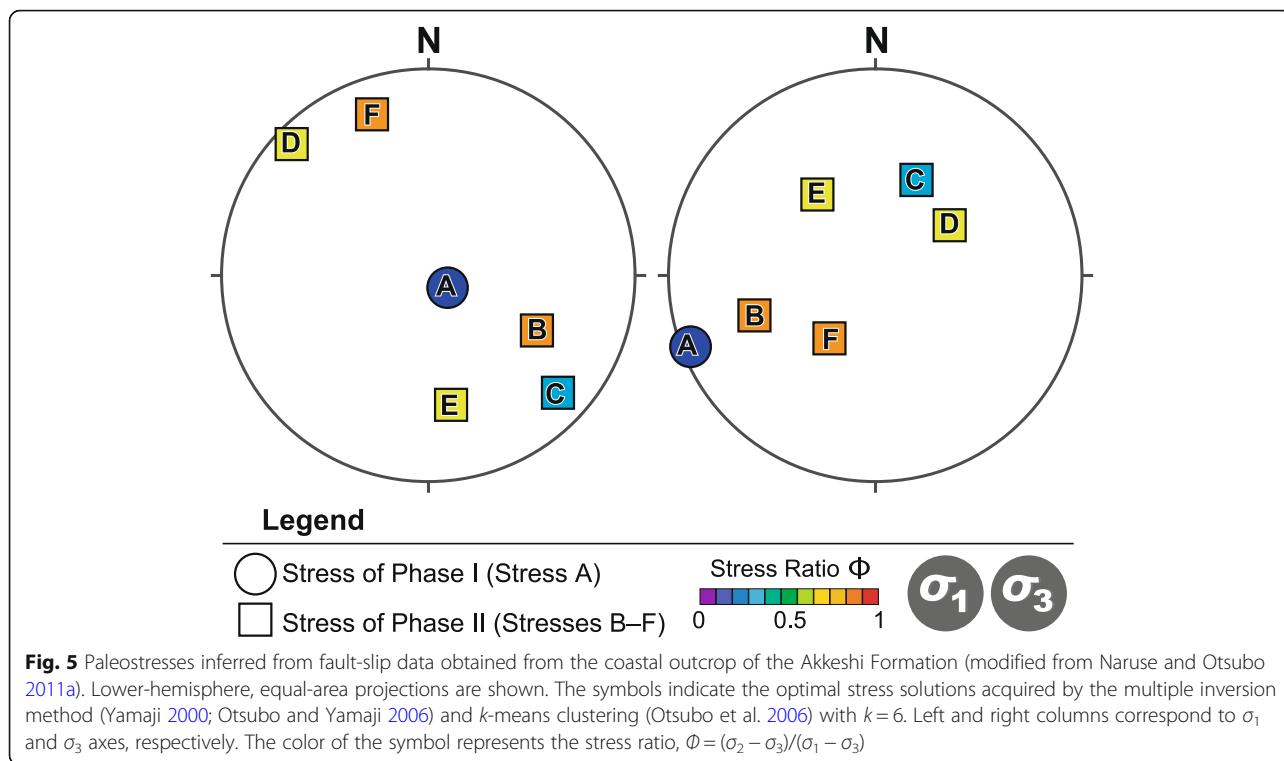 N
N
F
D
A
B
E
C
C
E
D
B
F
A
Legend
Stress of Phase I (Stress A)
Stress of Phase II (Stresses B–F)
Stress Ratio Φ
0 0.5 1
σ1 σ3
Fig. 5 Paleostresses inferred from fault-slip data obtained from the coastal outcrop of the Akkeshi Formation (modified from Naruse and Otsubo
2011a). Lower-hemisphere, equal-area projections are shown. The symbols indicate the optimal stress solutions acquired by the multiple inversion
method (Yamaji 2000; Otsubo and Yamaji 2006) and k-means clustering (Otsubo et al. 2006) with k = 6. Left and right columns correspond to σ1
and σ3 axes, respectively. The color of the symbol represents the stress ratio, Φ = (σ2 − σ3)/(σ1 − σ3)